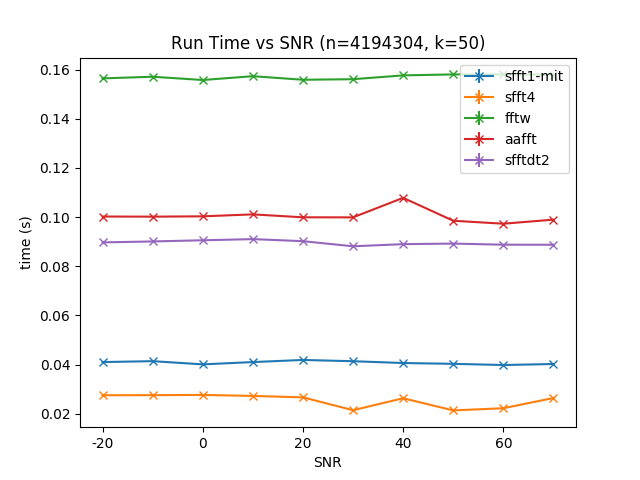 Run Time vs SNR (n=4194304, k=50)
0.16
0.14
0.12
0.10
0.08
0.06
0.04
0.02
time (s)
-20
0
20
40
60
SNR
sfft1-mit
sfft4
fftw
aafft
sfftdt2